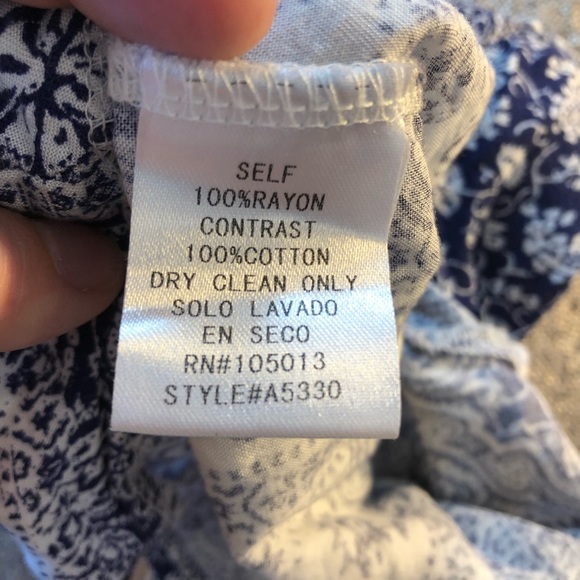 SELF
100%RAYON
CONTRAST
100%COTTON
DRY CLEAN ONLY
SOLO LAVADO
EN SECO
RN#105013
STYLE#A5330